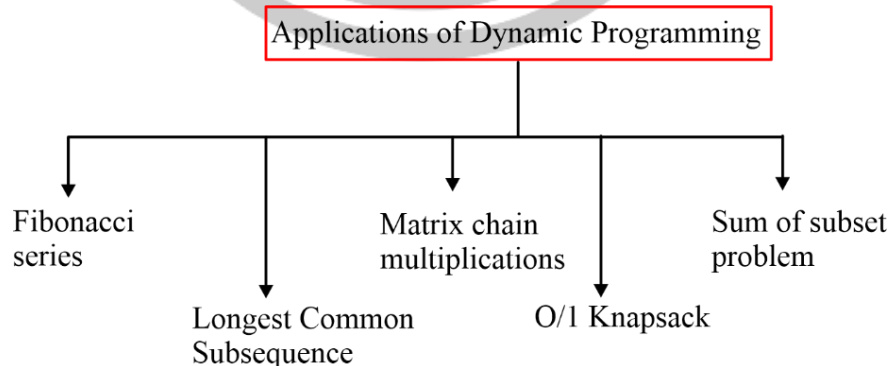 Applications of Dynamic Programming
Fibonacci
series
Longest Common
Subsequence
Matrix chain
multiplications
O/1 Knapsack
Sum of subset
problem